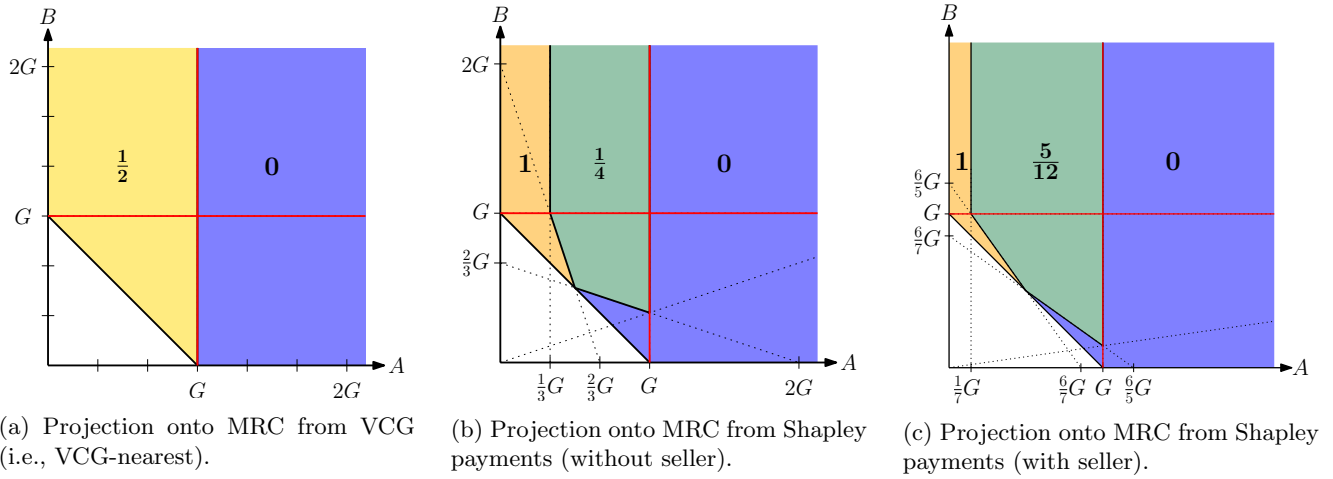 B
2G
1/2
0
G
G
2G
A
(a) Projection onto MRC from VCG
(i.e., VCG-nearest).
B
2G
1
1/4
0
G
2/3G
1/3G
2/3G
G
2G
A
(b) Projection onto MRC from Shapley
payments (without seller).
B
1
5/12
0
6/5G
G
6/7G
1/7G
6/7G
G
6/5G
A
(c) Projection onto MRC from Shapley
payments (with seller).